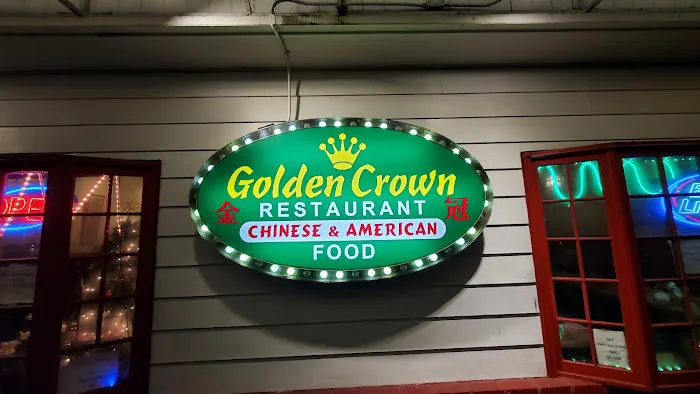 Golden Crown
RESTAURANT
金 CHINESE & AMERICAN 冠
FOOD